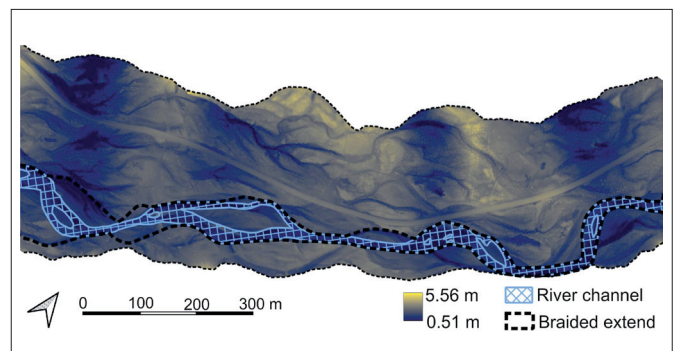 5.56 m
River channel
0 100 200 300 m
0.51 m
Braided extend